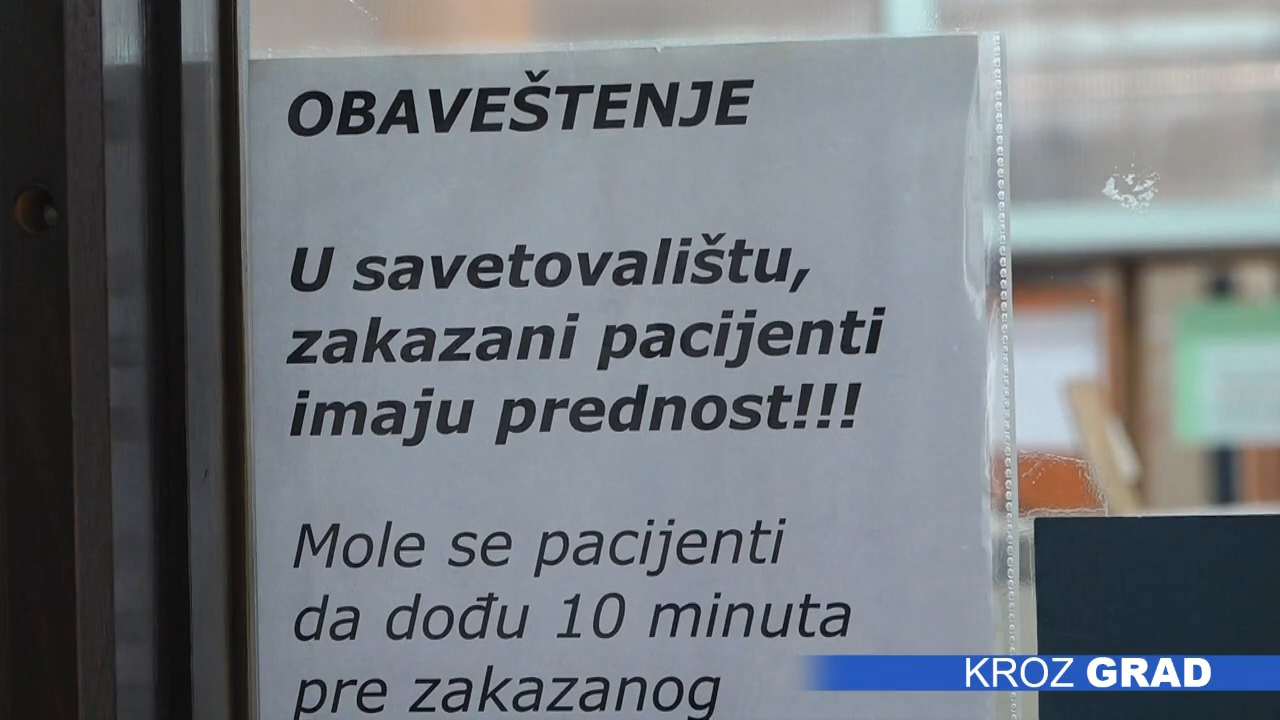 OBAVEŠTENJE
U savetovalištu,
zakazani pacijenti
imaju prednost!!!
Mole se pacijenti
da dođu 10 minuta
pre zakazanog
KROZ GRAD